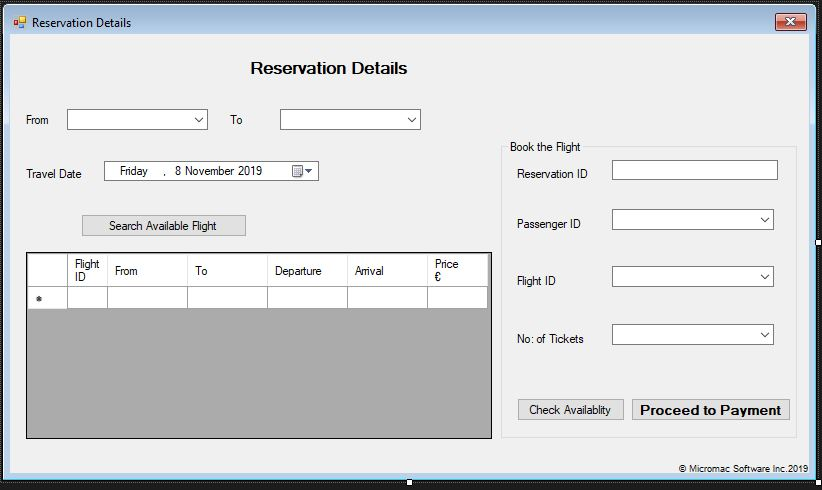 Reservation Details
Reservation Details
From
To
Travel Date
Friday , 8 November 2019
Search Available Flight
Flight ID From To Departure Arrival Price €
*
Book the Flight
Reservation ID
Passenger ID
Flight ID
No: of Tickets
Check Availablity
Proceed to Payment
© Micromac Software Inc.2019